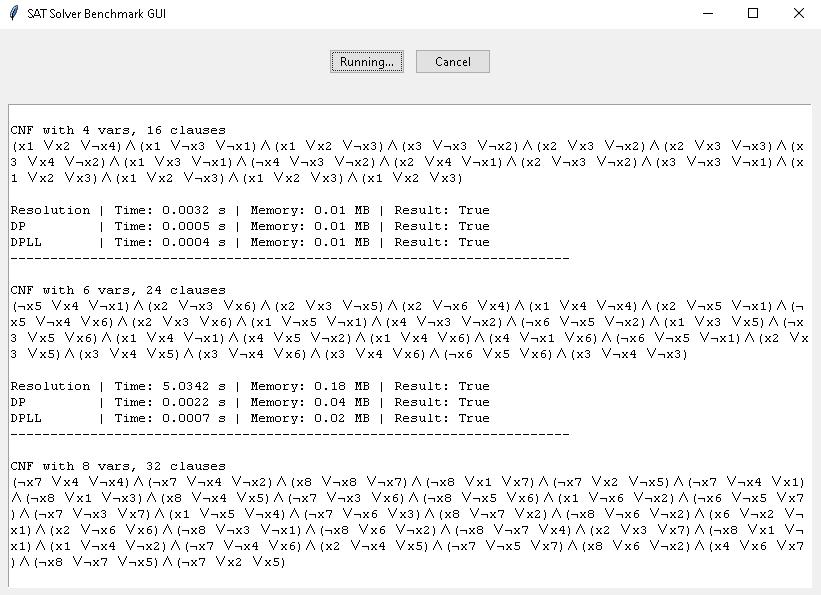 SAT Solver Benchmark GUI
Running... Cancel
CNF with 4 vars, 16 clauses
(x1 ∨x2 ∨¬x4)∧(x1 ∨¬x3 ∨¬x1)∧(x1 ∨x2 ∨¬x3)∧(x3 ∨¬x3 ∨¬x2)∧(x2 ∨x3 ∨¬x2)∧(x2 ∨x3 ∨¬x3)∧(x
3 ∨x4 ∨¬x2)∧(x1 ∨x3 ∨¬x1)∧(¬x4 ∨¬x3 ∨¬x2)∧(x2 ∨x4 ∨¬x1)∧(x2 ∨¬x3 ∨¬x2)∧(x3 ∨¬x3 ∨¬x1)∧(x
1 ∨x2 ∨x3)∧(x1 ∨x2 ∨¬x3)∧(x1 ∨x2 ∨x3)∧(x1 ∨x2 ∨x3)
Resolution | Time: 0.0032 s | Memory: 0.01 MB | Result: True
DP | Time: 0.0005 s | Memory: 0.01 MB | Result: True
DPLL | Time: 0.0004 s | Memory: 0.01 MB | Result: True
----------------------------------------------------------------------
CNF with 6 vars, 24 clauses
(¬x5 ∨x4 ∨¬x1)∧(x2 ∨¬x3 ∨x6)∧(x2 ∨x3 ∨¬x5)∧(x2 ∨¬x6 ∨x4)∧(x1 ∨x4 ∨¬x4)∧(x2 ∨¬x5 ∨¬x1)∧(¬
x5 ∨¬x4 ∨x6)∧(x2 ∨x3 ∨x6)∧(x1 ∨¬x5 ∨¬x1)∧(x4 ∨¬x3 ∨¬x2)∧(¬x6 ∨¬x5 ∨¬x2)∧(x1 ∨x3 ∨x5)∧(¬x
3 ∨x5 ∨x6)∧(x1 ∨x4 ∨¬x1)∧(x4 ∨x5 ∨¬x2)∧(x1 ∨x4 ∨x6)∧(x4 ∨¬x1 ∨x6)∧(¬x6 ∨¬x5 ∨¬x1)∧(x2 ∨x
3 ∨x5)∧(x3 ∨x4 ∨x5)∧(x3 ∨¬x4 ∨x6)∧(x3 ∨x4 ∨x6)∧(¬x6 ∨x5 ∨x6)∧(x3 ∨¬x4 ∨¬x3)
Resolution | Time: 5.0342 s | Memory: 0.18 MB | Result: True
DP | Time: 0.0022 s | Memory: 0.04 MB | Result: True
DPLL | Time: 0.0007 s | Memory: 0.02 MB | Result: True
----------------------------------------------------------------------
CNF with 8 vars, 32 clauses
(¬x7 ∨x4 ∨¬x4)∧(¬x7 ∨¬x4 ∨¬x2)∧(x8 ∨¬x8 ∨¬x7)∧(¬x8 ∨x1 ∨x7)∧(¬x7 ∨x2 ∨¬x5)∧(¬x7 ∨¬x4 ∨x1)
∧(¬x8 ∨x1 ∨¬x3)∧(x8 ∨¬x4 ∨x5)∧(¬x7 ∨¬x3 ∨x6)∧(¬x8 ∨¬x5 ∨x6)∧(x1 ∨¬x6 ∨¬x2)∧(¬x6 ∨¬x5 ∨x7
)∧(¬x7 ∨¬x3 ∨x7)∧(x1 ∨x5 ∨¬x4)∧(¬x7 ∨¬x6 ∨x3)∧(x8 ∨¬x7 ∨x2)∧(¬x8 ∨x6 ∨¬x2)∧(x6 ∨¬x2 ∨¬
x1)∧(x2 ∨¬x6 ∨x6)∧(¬x8 ∨¬x3 ∨¬x1)∧(¬x8 ∨x6 ∨x2)∧(¬x8 ∨¬x7 ∨x4)∧(x2 ∨x3 ∨x7)∧(¬x8 ∨x1 ∨¬
x1)∧(x1 ∨x4 ∨¬x2)∧(¬x7 ∨¬x4 ∨x6)∧(x2 ∨¬x4 ∨x5)∧(¬x7 ∨¬x5 ∨x7)∧(x8 ∨x6 ∨¬x2)∧(x4 ∨x6 ∨x7
)∧(¬x8 ∨¬x7 ∨¬x5)∧(¬x7 ∨x2 ∨x5)